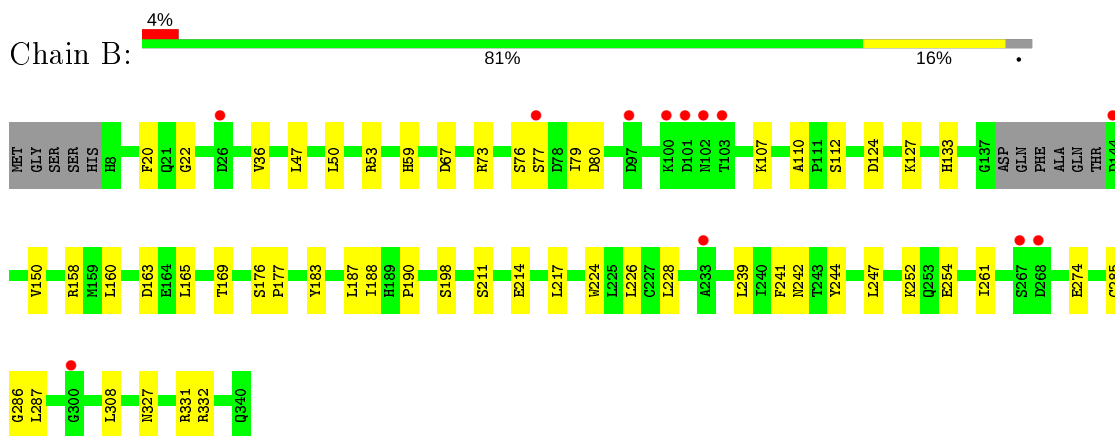 4%
Chain B:
81% 16% •
MET GLY SER SER HIS H8 F20 Q21 G22 D26 V36 L47 L50 R53 H59 D67 R73 S76 S77 D78 I79 D80 D97 K100 D101 N102 T103 K107 A110 P111 S112 D124 K127 H133 G137 ASP GLN PHE ALA GLN THR D144
V150 R158 M159 L160 D163 E164 L165 T169 S176 P177 Y183 L187 I188 H189 P190 S198 S211 E214 L217 W224 L225 L226 C227 L228 A233 L239 I240 F241 N242 T243 Y244 L247 K252 Q253 E254 I261 S267 D268 E274
G286 L287 G300 L308 N327 R331 R332 Q340